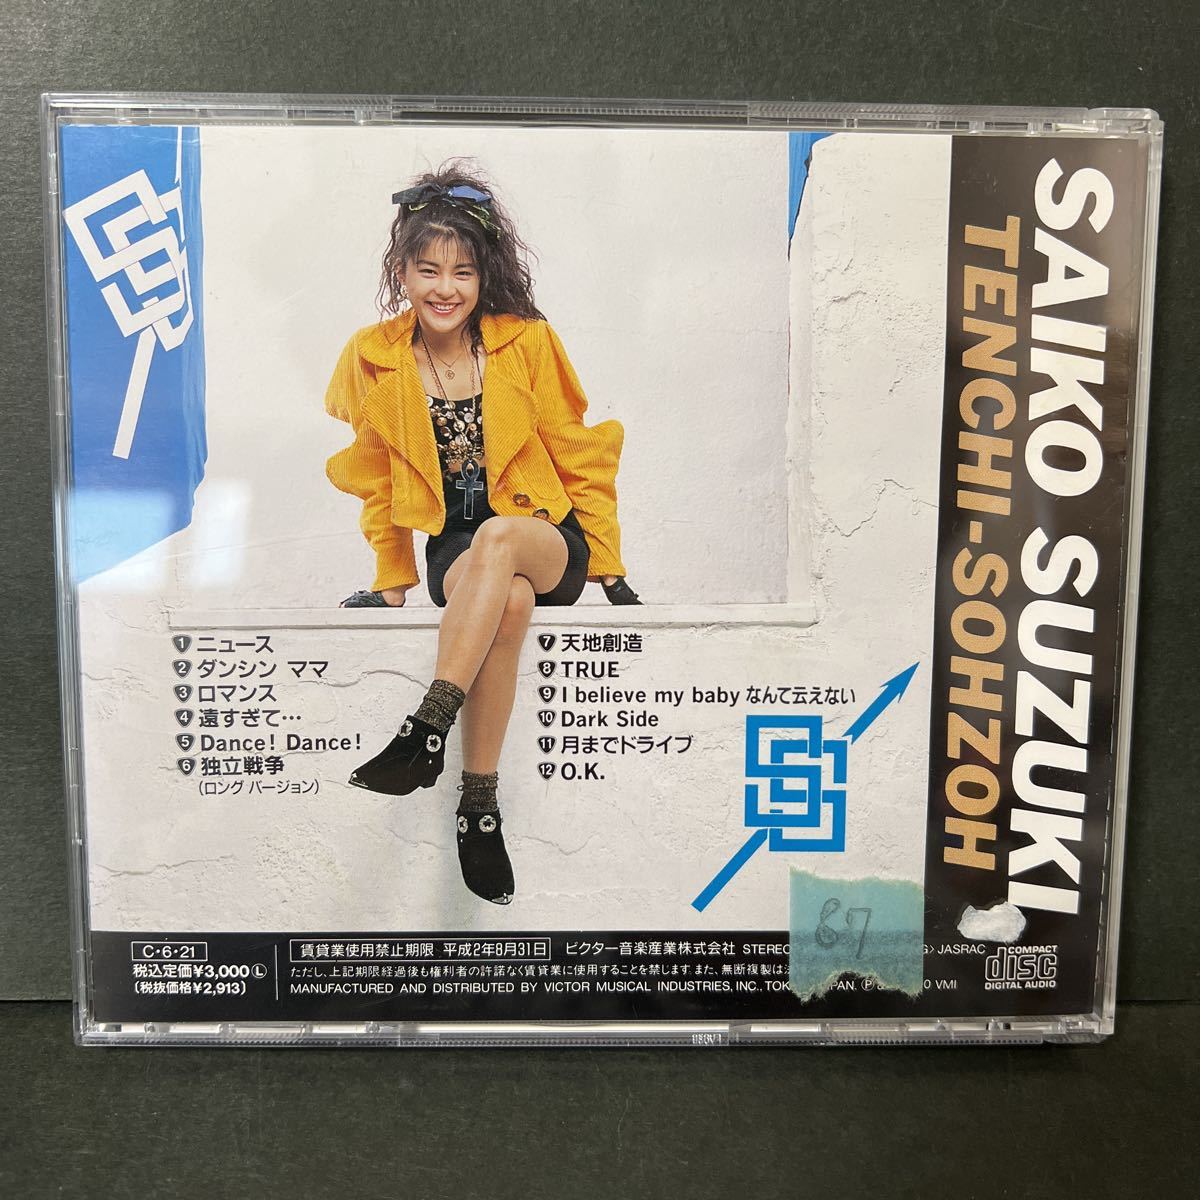 SAIKO SUZUKI
TENCHI-SOHZOH
1 ニュース
2 ダンシン ママ
3 ロマンス
4 遠すぎて…
5 Dance! Dance!
6 独立戦争
(ロング バージョン)
7 天地創造
8 TRUE
9 I believe my baby なんて云えない
10 Dark Side
11 月までドライブ
12 O.K.
67
C・6・21
税込定価¥3,000 L
(税抜価格¥2,913)
賃貸業使用禁止期限 平成2年8月31日 ビクター音楽産業株式会社 STEREO JASRAC
ただし、上記期限経過後も権利者の許諾なく賃貸業に使用することを禁じます。また、無断複製は
MANUFACTURED AND DISTRIBUTED BY VICTOR MUSICAL INDUSTRIES, INC., PAN. Ⓟ VMI
COMPACT
disc
DIGITAL AUDIO